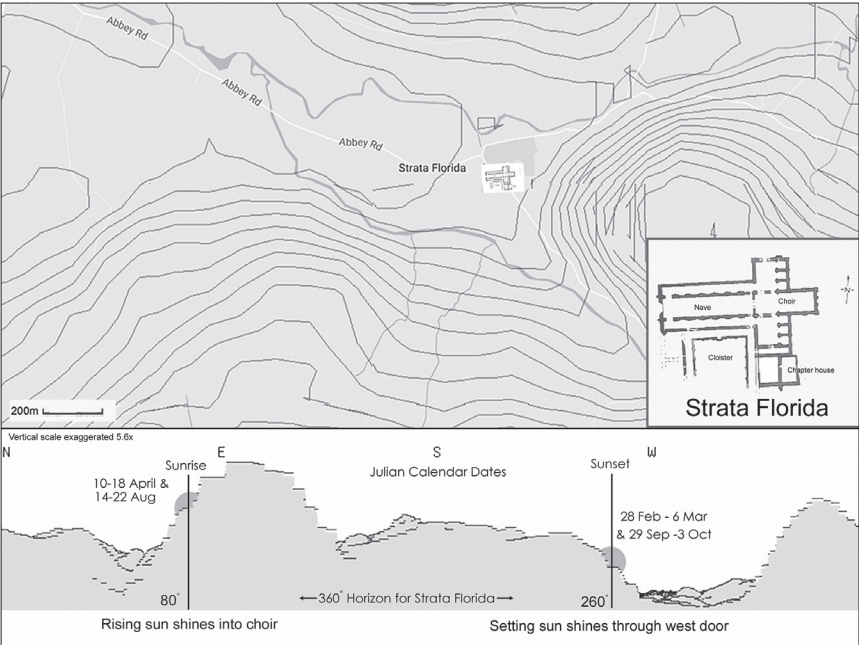 Abbey Rd
Abbey Rd
Abbey Rd
Strata Florida
200m
Nave
Choir
N
Cloister
Chapter house
Strata Florida
Vertical scale exaggerated 5.6x
N
E
S
W
Sunrise
10-18 April &
14-22 Aug
Julian Calendar Dates
Sunset
28 Feb - 6 Mar
& 29 Sep -3 Oct
80°
360° Horizon for Strata Florida
260°
Rising sun shines into choir
Setting sun shines through west door